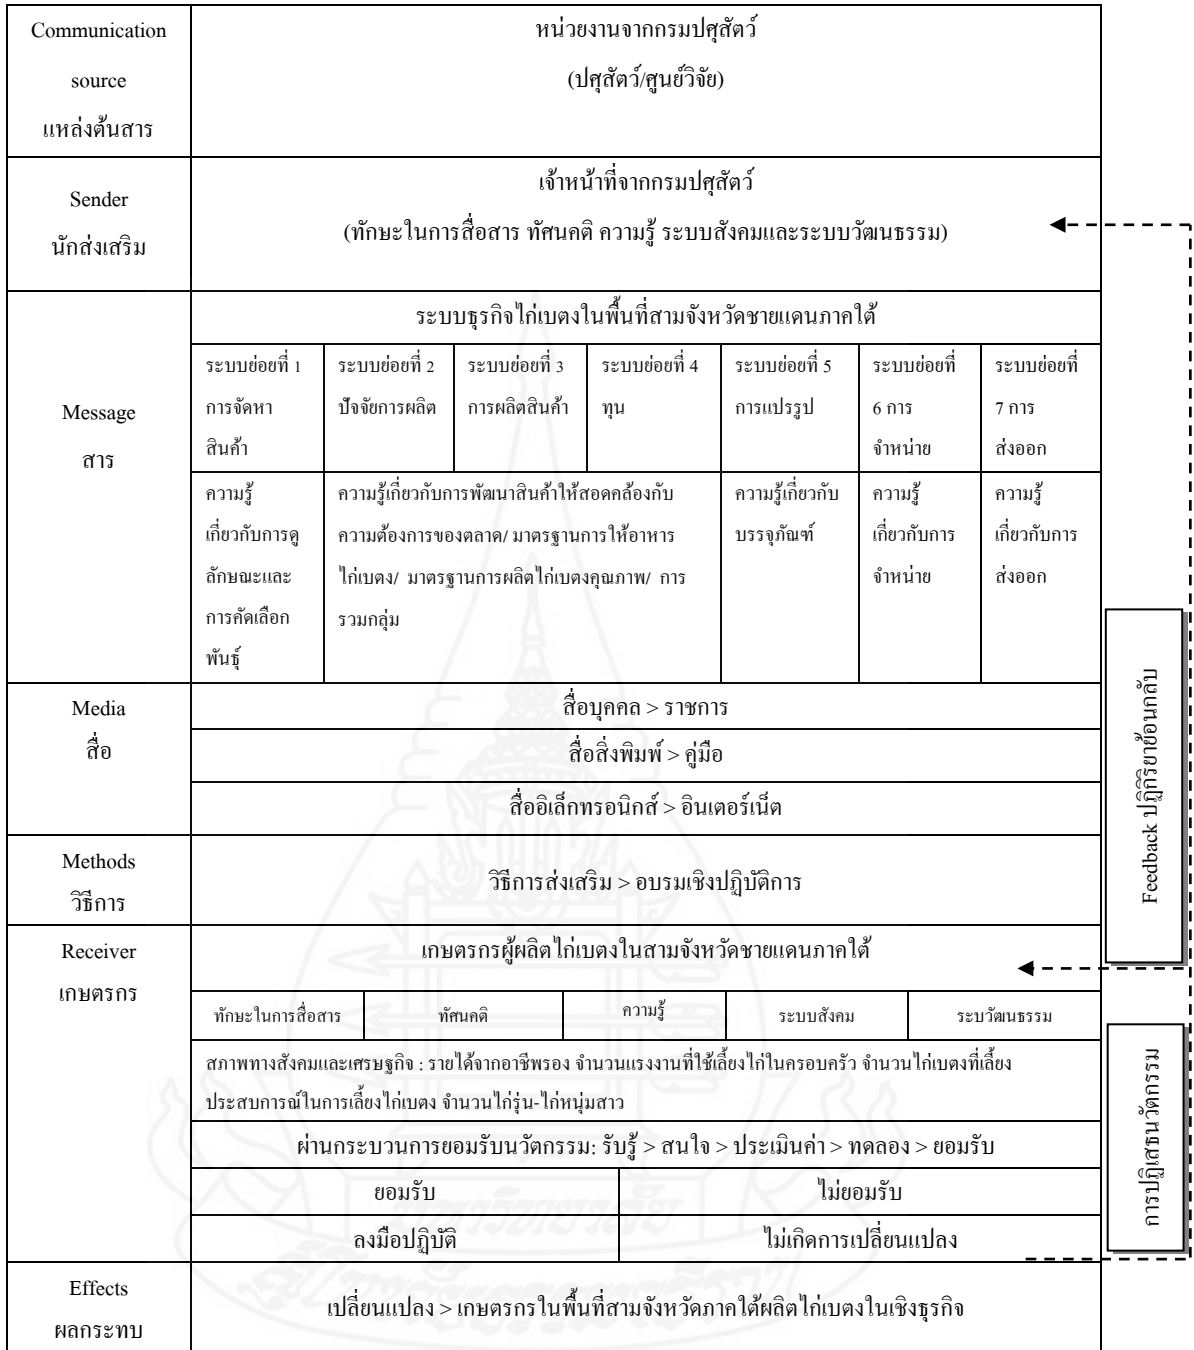 Communication
source
แหล่งต้นสาร
หน่วยงานจากกรมปศุสัตว์
(ปศุสัตว์/ศูนย์วิจัย)
Sender
นักส่งเสริม
เจ้าหน้าที่จากกรมปศุสัตว์
(ทักษะในการสื่อสาร ทัศนคติ ความรู้ ระบบสังคมและระบบวัฒนธรรม)
Message
สาร
ระบบธุรกิจไก่เบตงในพื้นที่สามจังหวัดชายแดนภาคใต้
ระบบย่อยที่ 1
การจัดหา
สินค้า
ระบบย่อยที่ 2
ปัจจัยการผลิต
ระบบย่อยที่ 3
การผลิตสินค้า
ระบบย่อยที่ 4
ทุน
ระบบย่อยที่ 5
การแปรรูป
ระบบย่อยที่
6 การ
จำหน่าย
ระบบย่อยที่
7 การ
ส่งออก
ความรู้
เกี่ยวกับการดู
ลักษณะและ
การคัดเลือก
พันธุ์
ความรู้เกี่ยวกับการพัฒนาสินค้าให้สอดคล้องกับ
ความต้องการของตลาด/ มาตรฐานการให้อาหาร
ไก่เบตง/ มาตรฐานการผลิตไก่เบตงคุณภาพ/ การ
รวมกลุ่ม
ความรู้เกี่ยวกับ
บรรจุภัณฑ์
ความรู้
เกี่ยวกับการ
จำหน่าย
ความรู้
เกี่ยวกับการ
ส่งออก
Media
สื่อ
สื่อบุคคล > ราชการ
สื่อสิ่งพิมพ์ > คู่มือ
สื่ออิเล็กทรอนิกส์ > อินเตอร์เน็ต
Methods
วิธีการ
วิธีการส่งเสริม > อบรมเชิงปฏิบัติการ
Receiver
เกษตรกร
เกษตรกรผู้ผลิตไก่เบตงในสามจังหวัดชายแดนภาคใต้
ทักษะในการสื่อสาร
ทัศนคติ
ความรู้
ระบบสังคม
ระบวัฒนธรรม
สภาพทางสังคมและเศรษฐกิจ : รายได้จากอาชีพรอง จำนวนแรงงานที่ใช้เลี้ยงไก่ในครอบครัว จำนวนไก่เบตงที่เลี้ยง
ประสบการณ์ในการเลี้ยงไก่เบตง จำนวนไก่รุ่น-ไก่หนุ่มสาว
ผ่านกระบวนการยอมรับนวัตกรรม: รับรู้ > สนใจ > ประเมินค่า > ทดลอง > ยอมรับ
ยอมรับ
ไม่ยอมรับ
ลงมือปฏิบัติ
ไม่เกิดการเปลี่ยนแปลง
Effects
ผลกระทบ
เปลี่ยนแปลง > เกษตรกรในพื้นที่สามจังหวัดภาคใต้ผลิตไก่เบตงในเชิงธุรกิจ
Feedback ปฏิกิริยาย้อนกลับ
การปฏิเสธนวัตกรรม